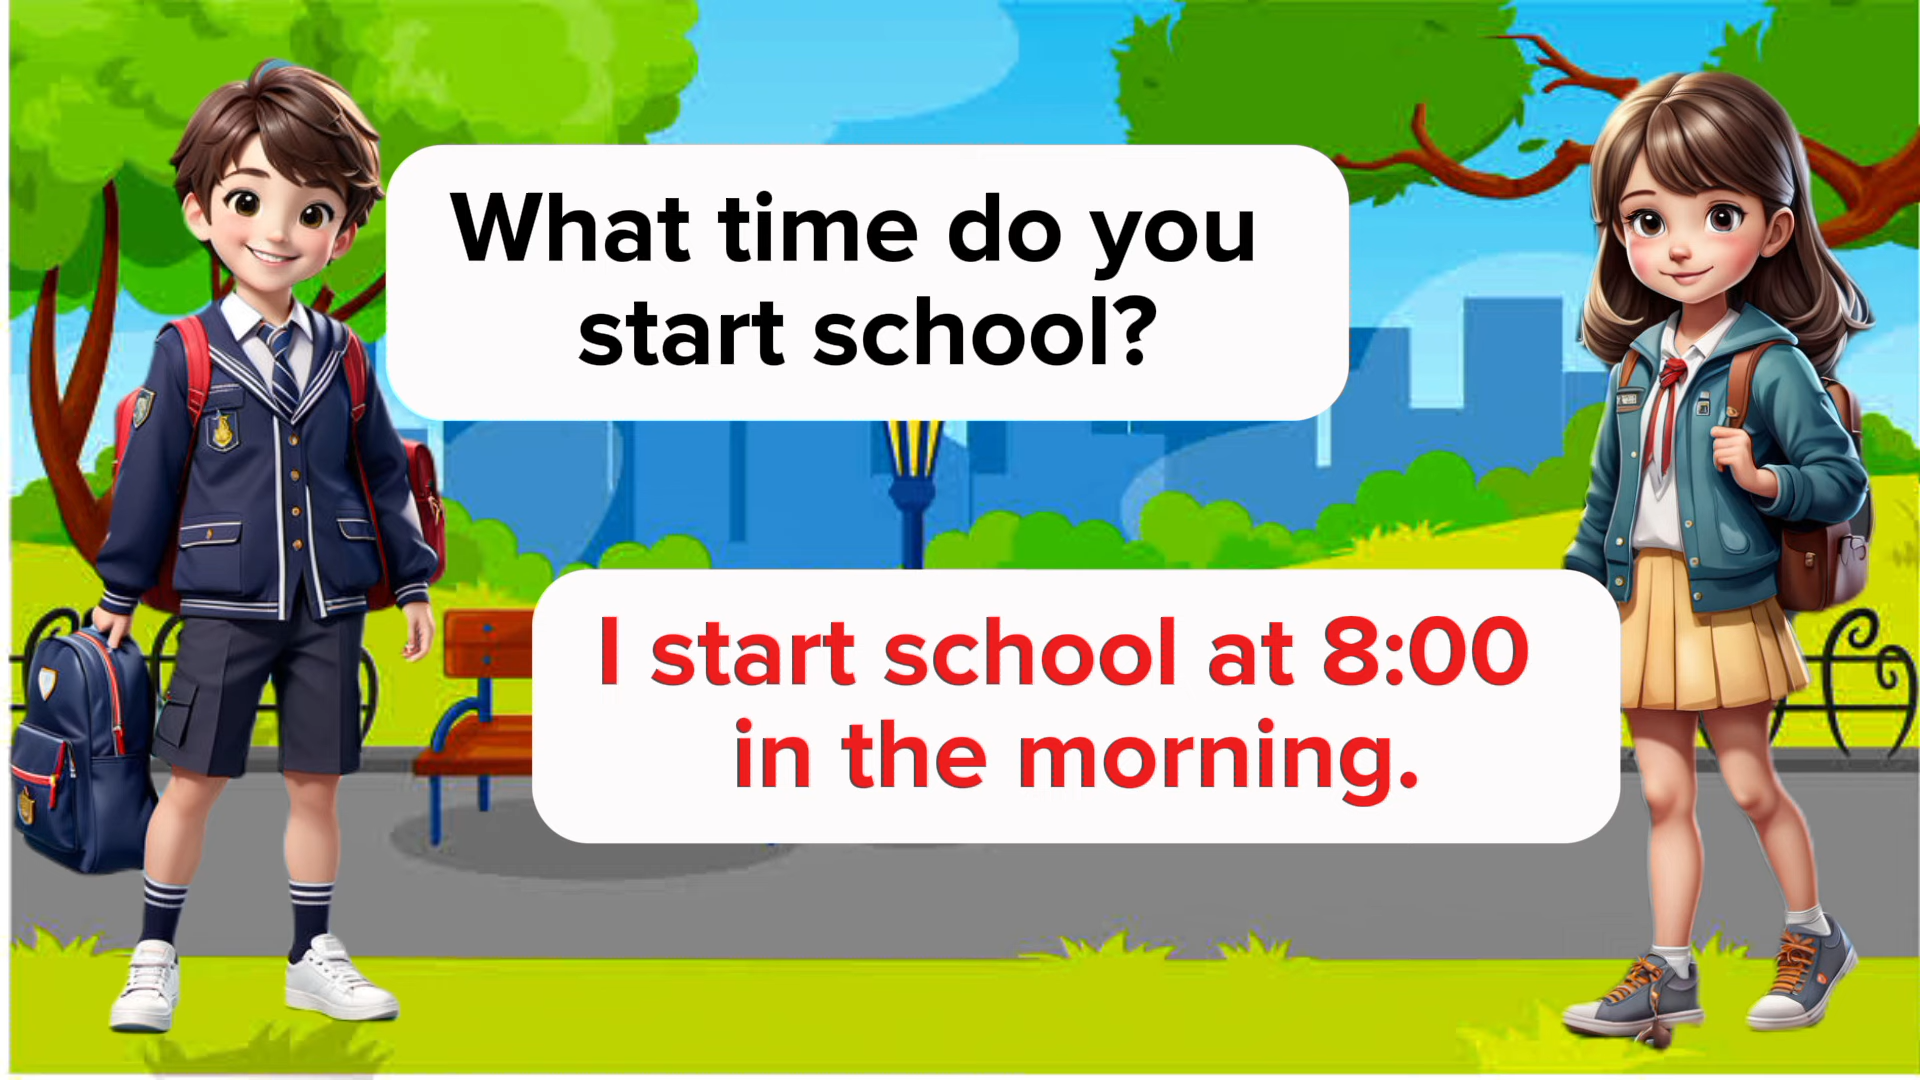 What time do you
start school?
I start school at 8:00
in the morning.